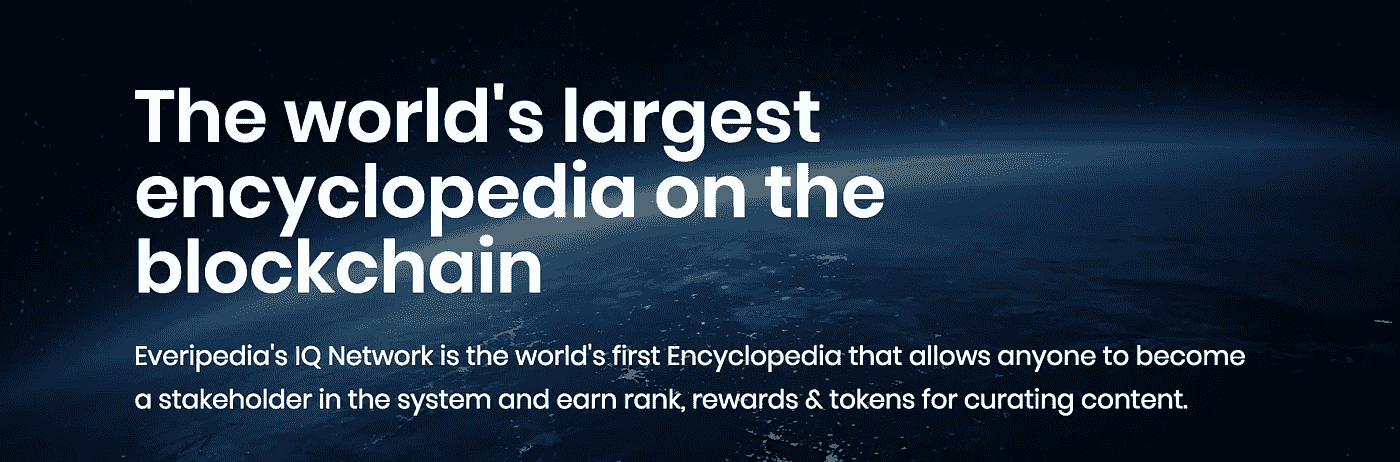 The world's largest
encyclopedia on the
blockchain
Everipedia's IQ Network is the world's first Encyclopedia that allows anyone to become
a stakeholder in the system and earn rank, rewards & tokens for curating content.